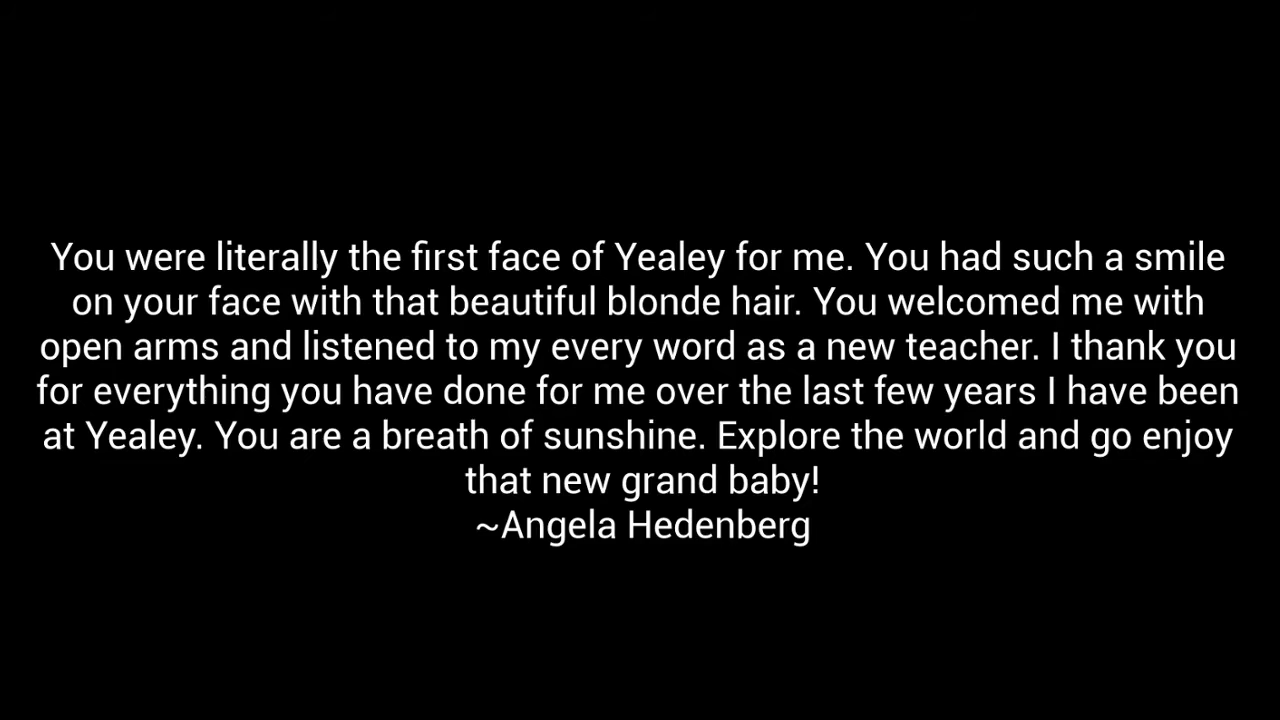 You were literally the first face of Yealey for me. You had such a smile
on your face with that beautiful blonde hair. You welcomed me with
open arms and listened to my every word as a new teacher. I thank you
for everything you have done for me over the last few years I have been
at Yealey. You are a breath of sunshine. Explore the world and go enjoy
that new grand baby!
~Angela Hedenberg